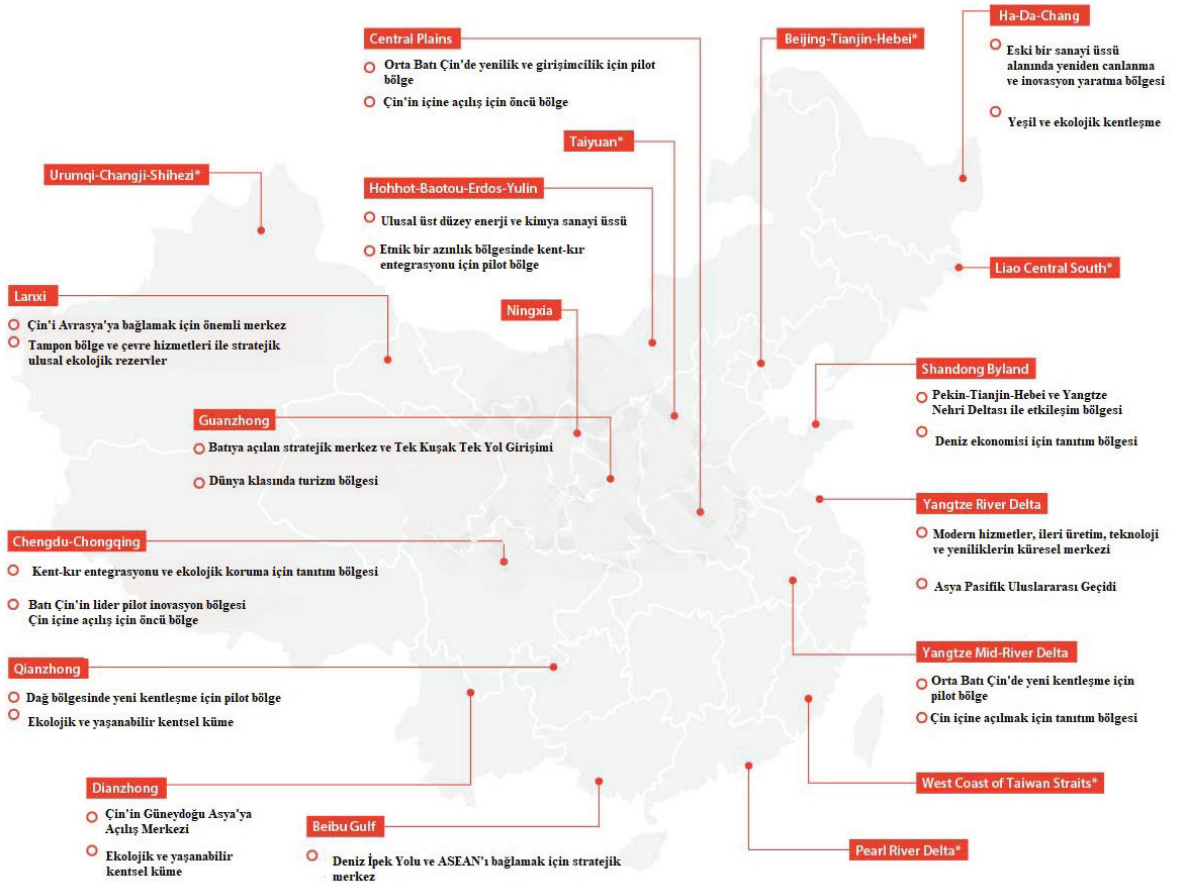 Ha-Da-Chang
Eski bir sanayi üssü
alanında yeniden canlanma
ve inovasyon yaratma bölgesi
Yeşil ve ekolojik kentleşme
Central Plains
Orta Batı Çin'de yenilik ve girişimcilik için pilot
bölge
Çin'in içine açılış için öncü bölge
Beijing-Tianjin-Hebei*
Taiyuan*
Urumqi-Changji-Shihezi*
Hohhot-Baotou-Erdos-Yulin
Ulusal üst düzey enerji ve kimya sanayi üssü
Etnik bir azınlık bölgesinde kent-kır
entegrasyonu için pilot bölge
Liao Central South*
Lanxi
Çin'i Avrasya'ya bağlamak için önemli merkez
Tampon bölge ve çevre hizmetleri ile stratejik
ulusal ekolojik rezervler
Ningxia
Shandong Byland
Pekin-Tianjin-Hebei ve Yangtze
Nehri Deltası ile etkileşim bölgesi
Deniz ekonomisi için tanıtım bölgesi
Guanzhong
Batıya açılan stratejik merkez ve Tek Kuşak Tek Yol Girişimi
Dünya klasında turizm bölgesi
Yangtze River Delta
Modern hizmetler, ileri üretim, teknoloji
ve yeniliklerin küresel merkezi
Asya Pasifik Uluslararası Geçidi
Chengdu-Chongqing
Kent-kır entegrasyonu ve ekolojik koruma için tanıtım bölgesi
Batı Çin'in lider pilot inovasyon bölgesi
Çin içine açılış için öncü bölge
Yangtze Mid-River Delta
Orta Batı Çin'de yeni kentleşme için
pilot bölge
Çin içine açılmak için tanıtım bölgesi
Qianzhong
Dağ bölgesinde yeni kentleşme için pilot bölge
Ekolojik ve yaşanabilir kentsel küme
West Coast of Taiwan Straits*
Dianzhong
Çin'in Güneydoğu Asya'ya
Açılış Merkezi
Ekolojik ve yaşanabilir
kentsel küme
Beibu Gulf
Deniz İpek Yolu ve ASEAN'ı bağlamak için stratejik
merkez
Pearl River Delta*